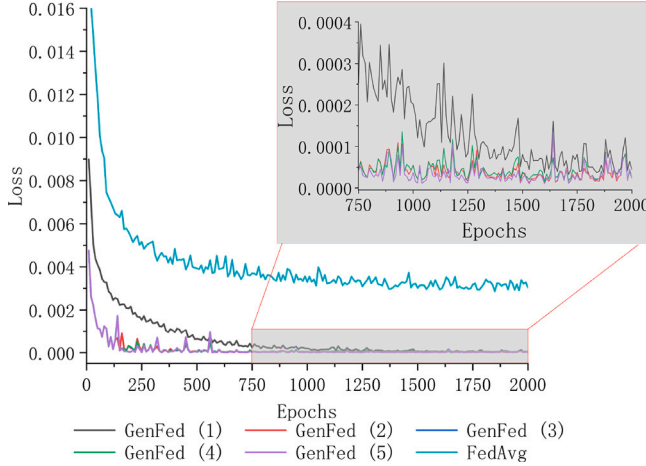 0.016
0.014
0.012
0.010
0.008
0.006
0.004
0.002
0.000
Loss
0 250 500 750 1000 1250 1500 1750 2000
Epochs
0.0004
0.0003
0.0002
0.0001
0.0000
Loss
750 1000 1250 1500 1750 2000
Epochs
GenFed (1) GenFed (2) GenFed (3)
GenFed (4) GenFed (5) FedAvg